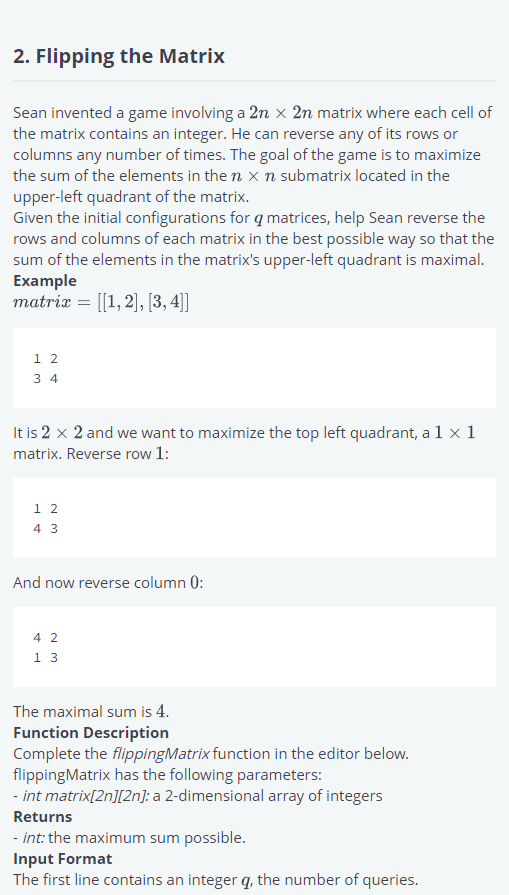 2. Flipping the Matrix
Sean invented a game involving a 2n × 2n matrix where each cell of
the matrix contains an integer. He can reverse any of its rows or
columns any number of times. The goal of the game is to maximize
the sum of the elements in the n × n submatrix located in the
upper-left quadrant of the matrix.
Given the initial configurations for q matrices, help Sean reverse the
rows and columns of each matrix in the best possible way so that the
sum of the elements in the matrix's upper-left quadrant is maximal.
Example
matrix = [[1, 2], [3, 4]]
1 2
3 4
It is 2 × 2 and we want to maximize the top left quadrant, a 1 × 1
matrix. Reverse row 1:
1 2
4 3
And now reverse column 0:
4 2
1 3
The maximal sum is 4.
Function Description
Complete the flippingMatrix function in the editor below.
flippingMatrix has the following parameters:
- int matrix[2n][2n]: a 2-dimensional array of integers
Returns
- int: the maximum sum possible.
Input Format
The first line contains an integer q, the number of queries.